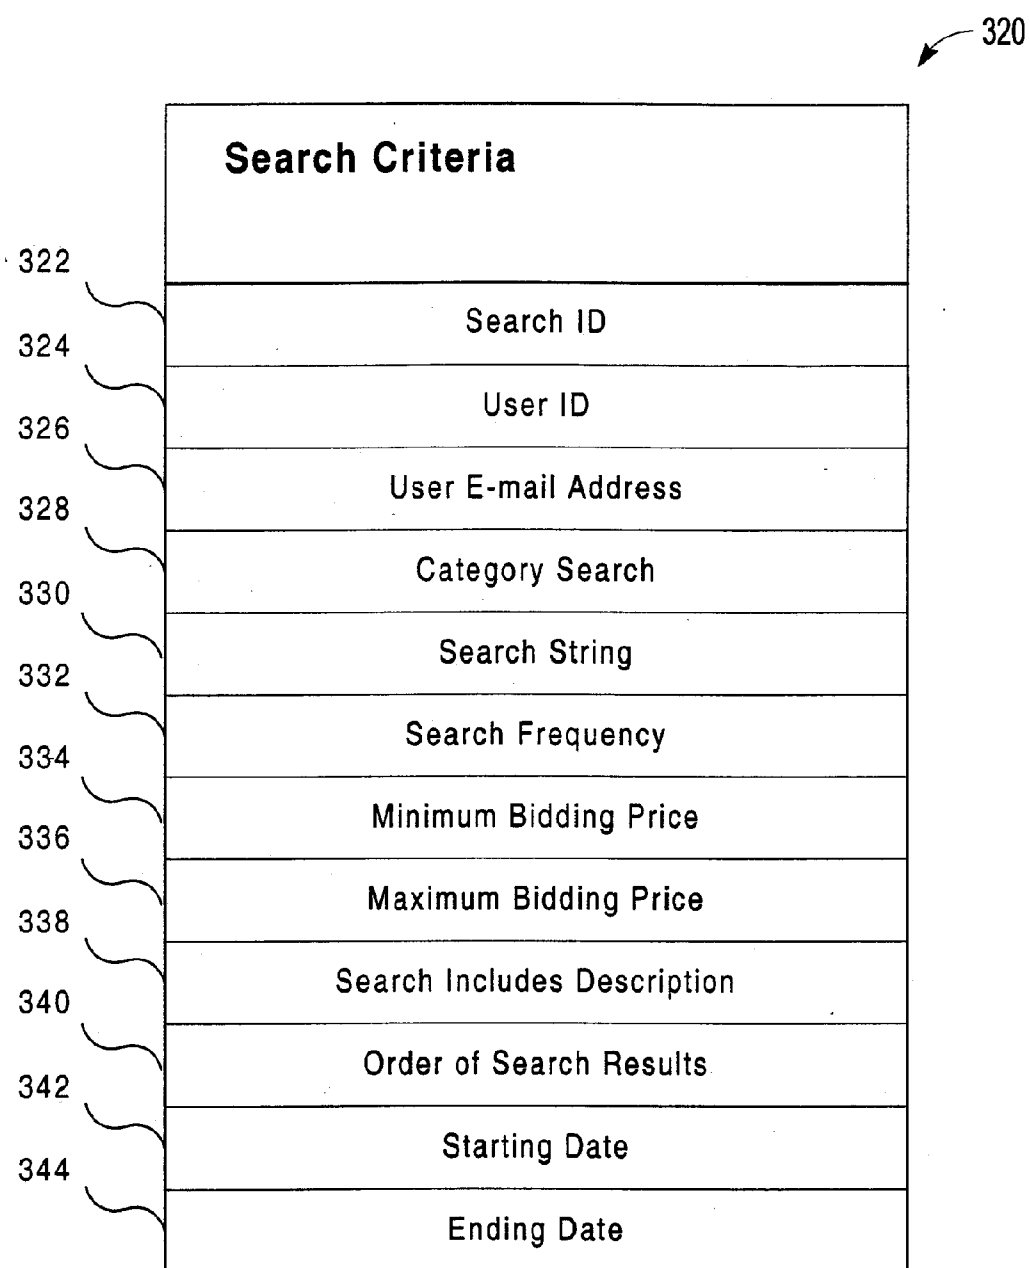 320
Search Criteria
322
Search ID
324
User ID
326
User E-mail Address
328
Category Search
330
Search String
332
Search Frequency
334
Minimum Bidding Price
336
Maximum Bidding Price
338
Search Includes Description
340
Order of Search Results
342
Starting Date
344
Ending Date